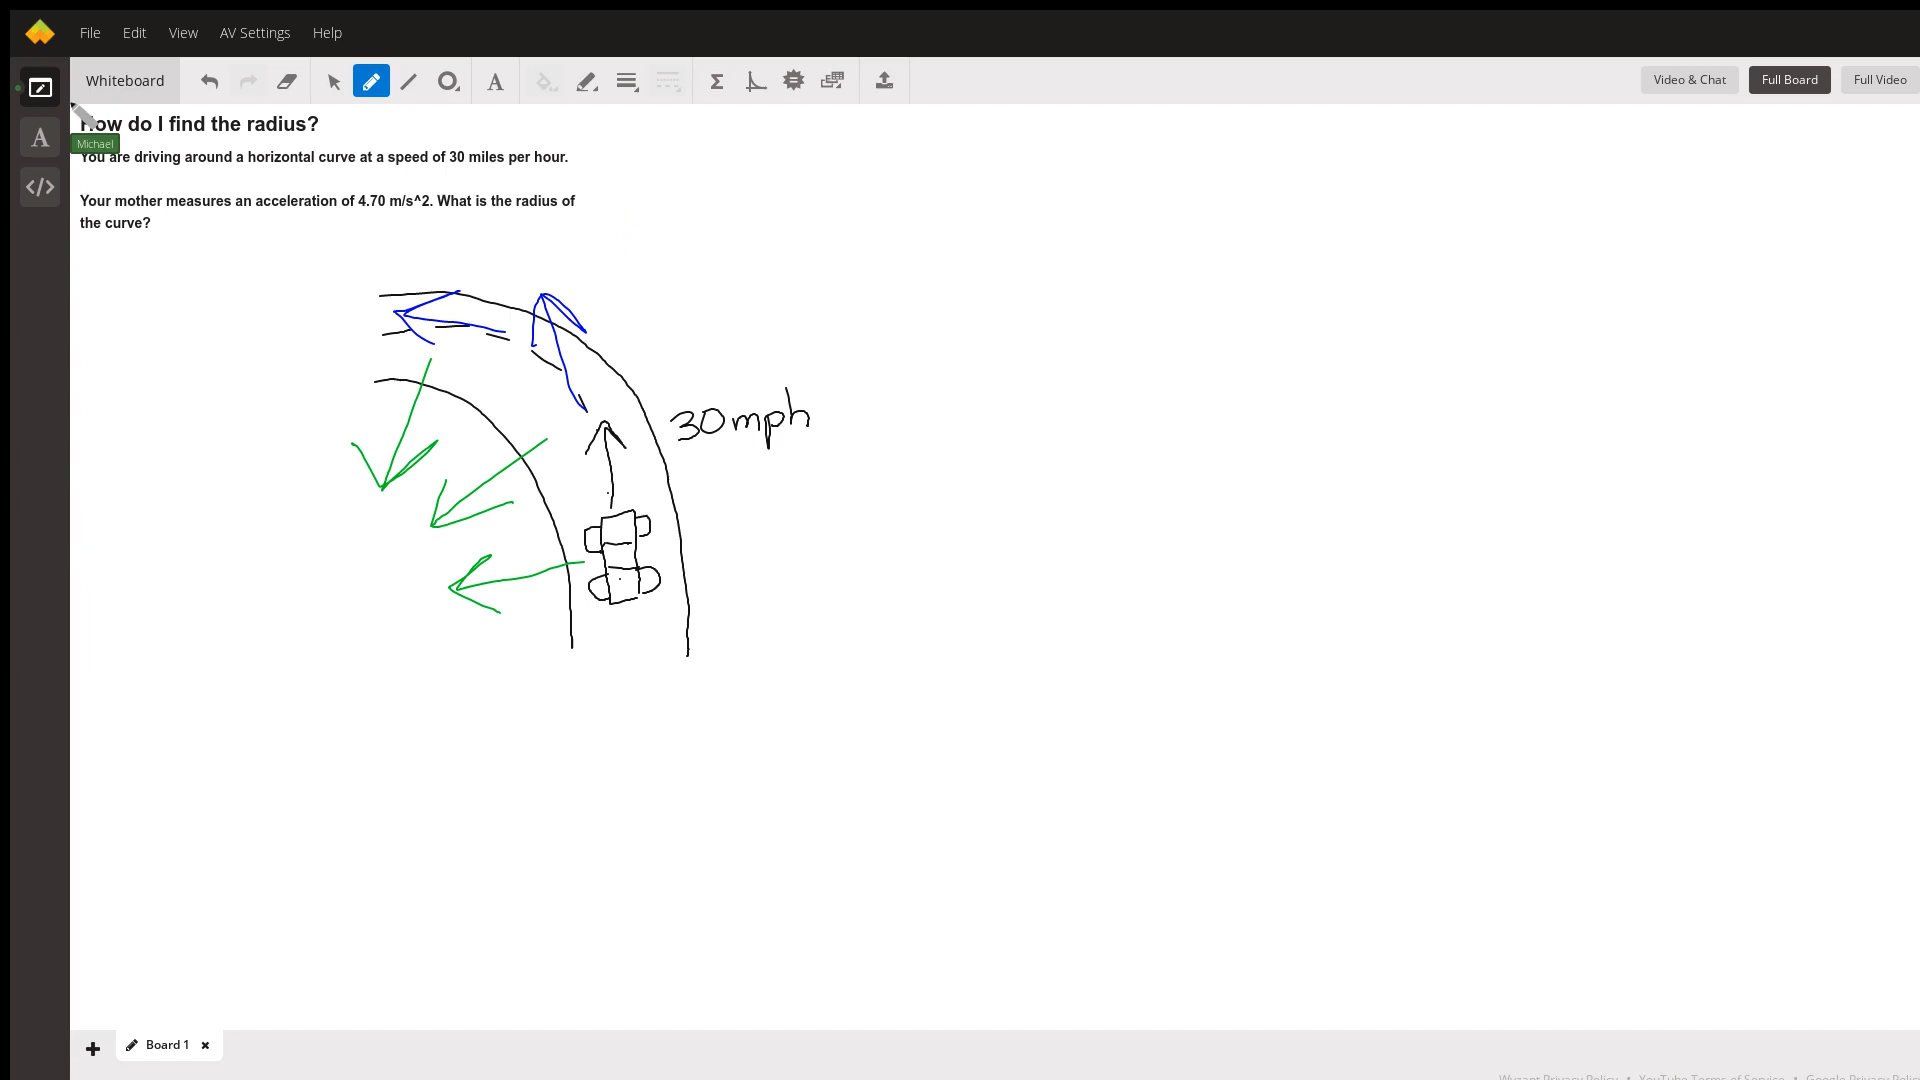 File Edit View AV Settings Help
Whiteboard
Video & Chat
Full Board
Full Video
How do I find the radius?
Michael
You are driving around a horizontal curve at a speed of 30 miles per hour.
Your mother measures an acceleration of 4.70 m/s^2. What is the radius of
the curve?
30 mph
Board 1